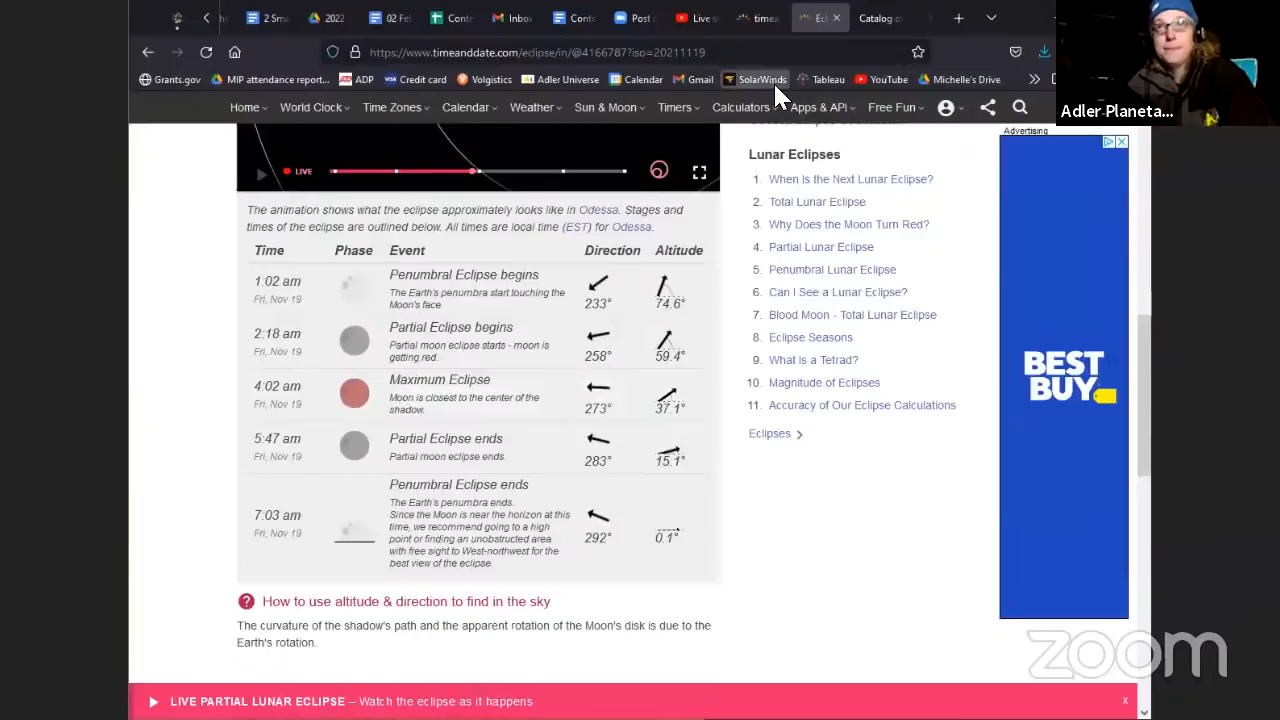 2 Sm
2022
02 Fel
Conte
Inbo
Conto
Post
Live s
timea
Ecl
Catalog of
https://www.timeanddate.com/eclipse/in/@4166787?iso=20211119
Grants.gov
MIP attendance report...
ADP
Credit card
Volgistics
Adler Universe
Calendar
Gmail
SolarWinds
Tableau
YouTube
Michelle's Drive
Adler Planeta...
Home
World Clock
Time Zones
Calendar
Weather
Sun & Moon
Timers
Calculators
Apps & API
Free Fun
Advertising
LIVE
The animation shows what the eclipse approximately looks like in Odessa. Stages and
times of the eclipse are outlined below. All times are local time (EST) for Odessa.
Time Phase Event Direction Altitude
1:02 am
Fri, Nov 19
Penumbral Eclipse begins
The Earth's penumbra start touching the
Moon's face.
233°
74.6°
2:18 am
Fri, Nov 19
Partial Eclipse begins
Partial moon eclipse starts - moon is
getting red.
258°
59.4°
4:02 am
Fri, Nov 19
Maximum Eclipse
Moon is closest to the center of the
shadow.
273°
37.1°
5:47 am
Fri, Nov 19
Partial Eclipse ends
Partial moon eclipse ends.
283°
15.1°
7:03 am
Fri, Nov 19
Penumbral Eclipse ends
The Earth's penumbra ends.
Since the Moon is near the horizon at this
time, we recommend going to a high
point or finding an unobstructed area
with free sight to West-northwest for the
best view of the eclipse.
292°
0.1°
How to use altitude & direction to find in the sky
The curvature of the shadow's path and the apparent rotation of the Moon's disk is due to the
Earth's rotation.
Lunar Eclipses
1. When Is the Next Lunar Eclipse?
2. Total Lunar Eclipse
3. Why Does the Moon Turn Red?
4. Partial Lunar Eclipse
5. Penumbral Lunar Eclipse
6. Can I See a Lunar Eclipse?
7. Blood Moon - Total Lunar Eclipse
8. Eclipse Seasons
9. What is a Tetrad?
10. Magnitude of Eclipses
11. Accuracy of Our Eclipse Calculations
Eclipses
BEST
BUY
zoom
LIVE PARTIAL LUNAR ECLIPSE – Watch the eclipse as it happens
x